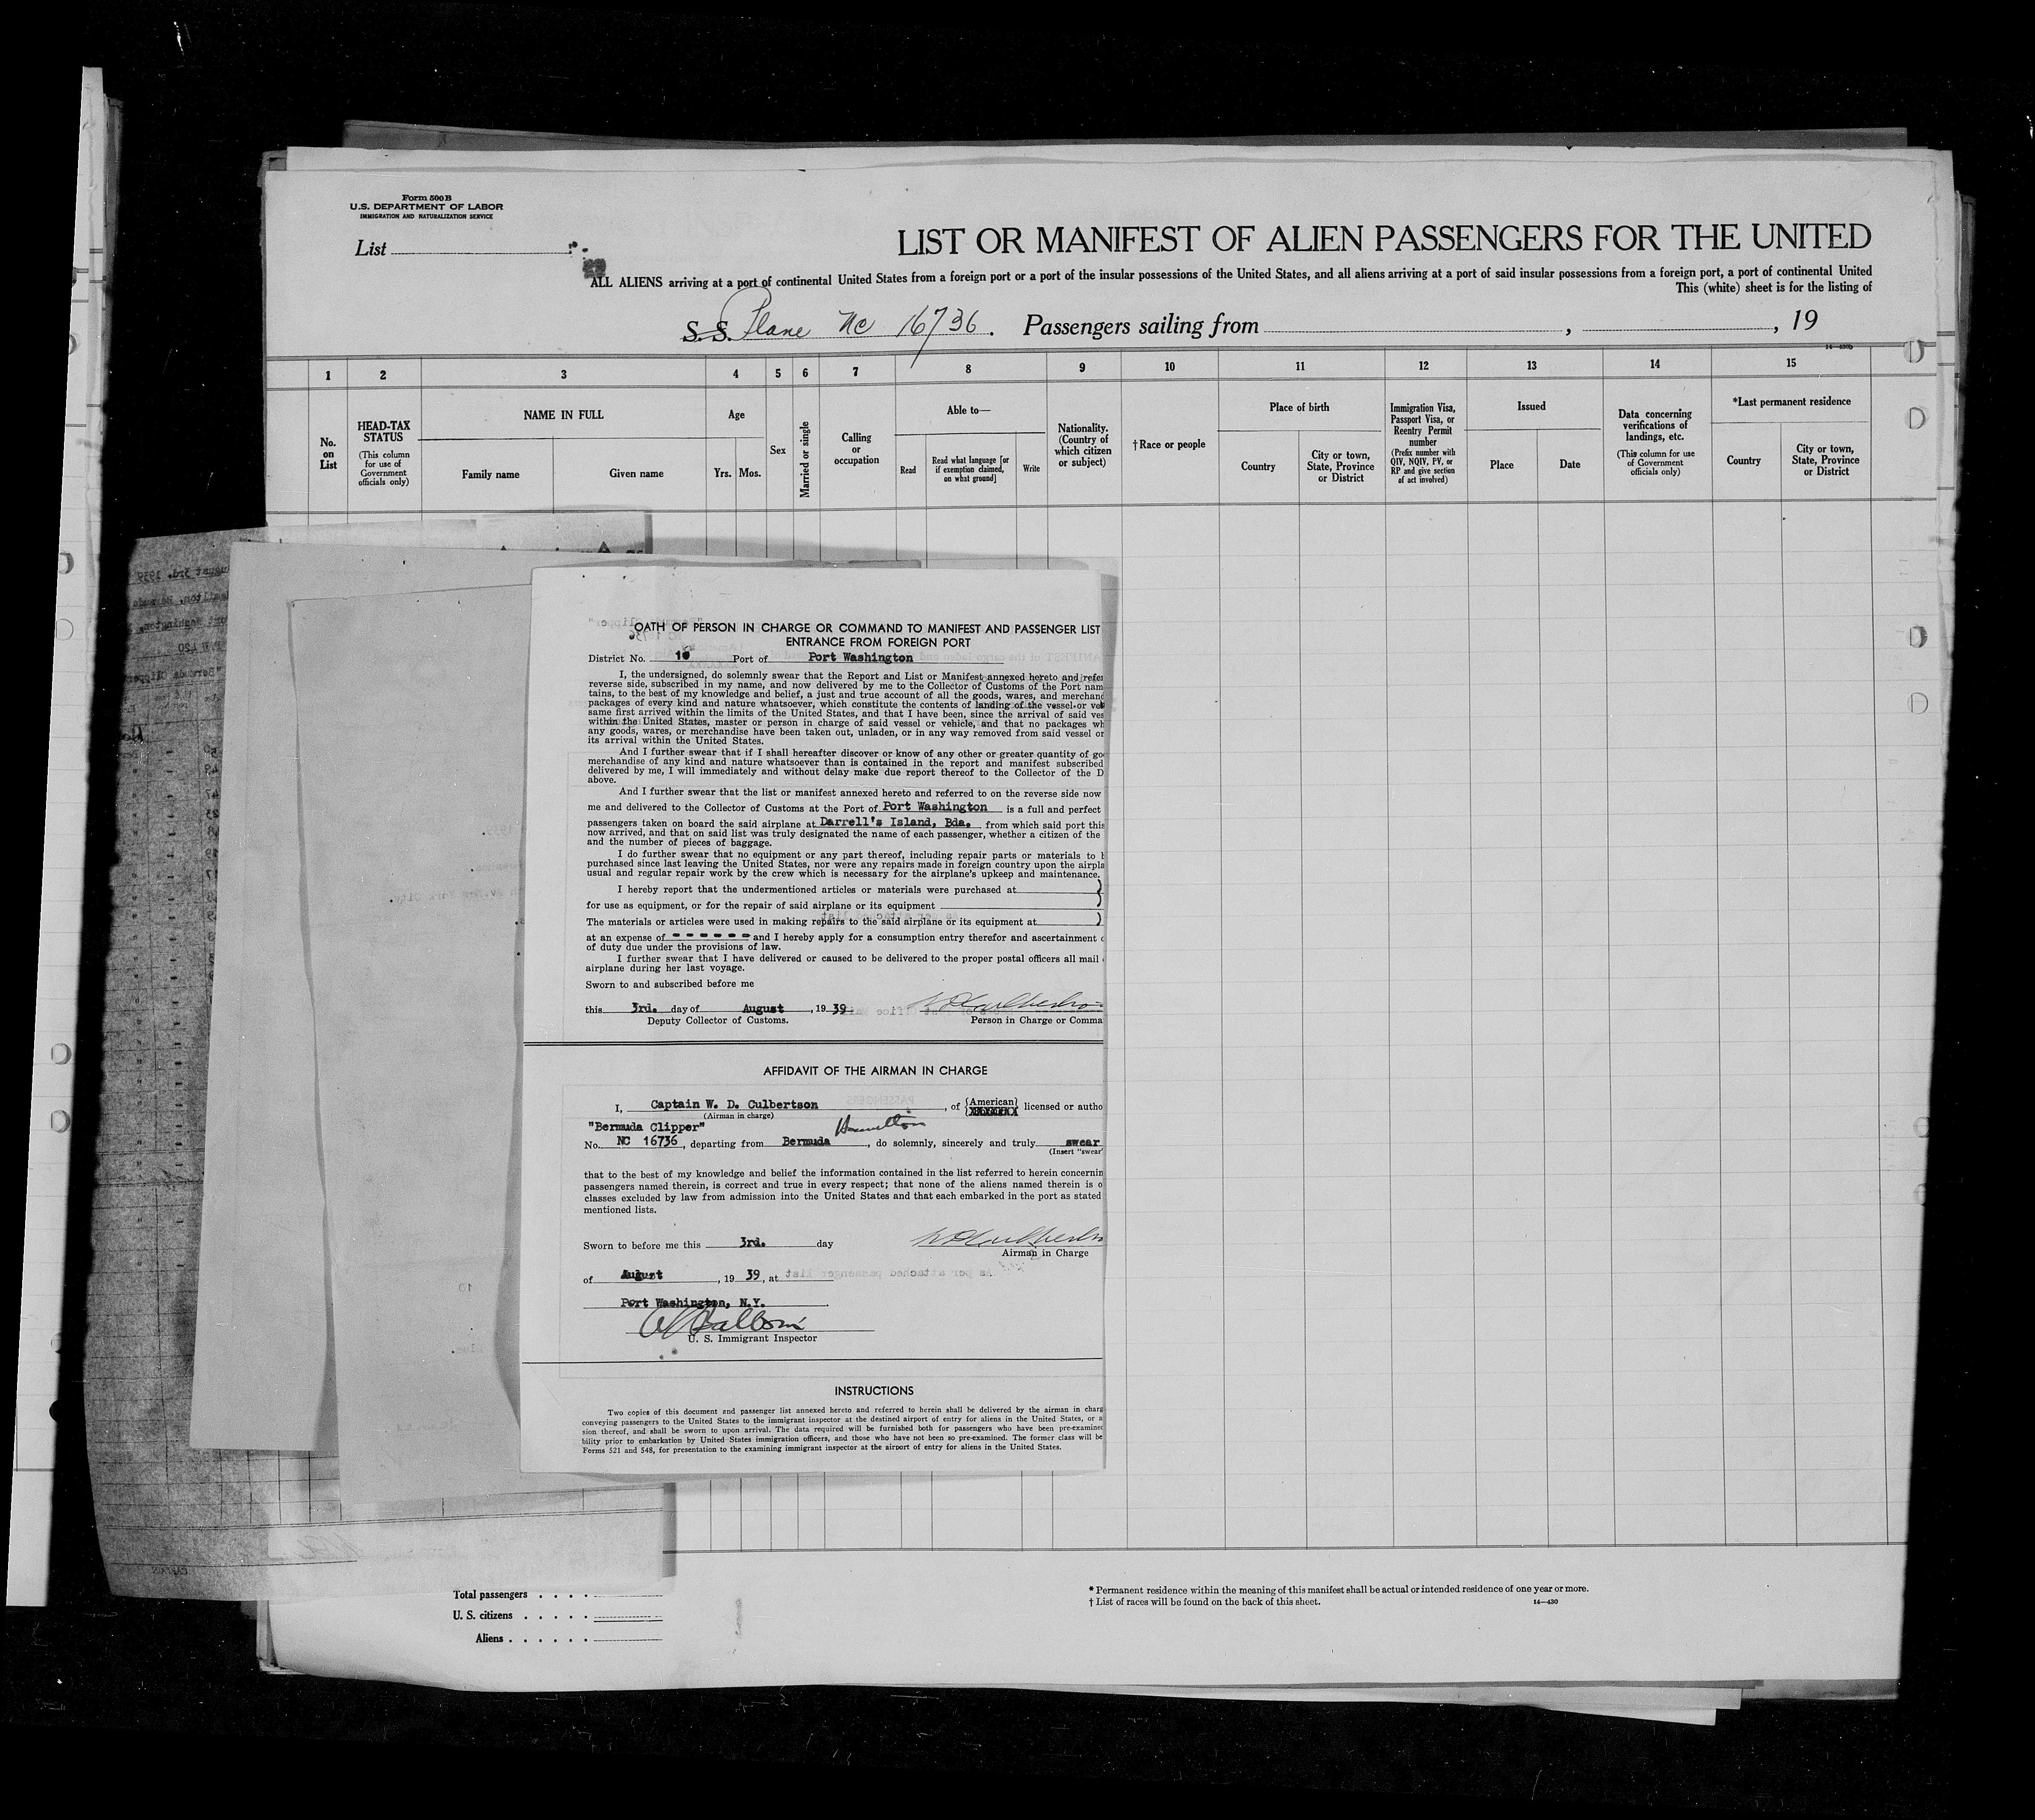 Form 500 B
U.S. DEPARTMENT OF LABOR
IMMIGRATION AND NATURALIZATION SERVICE
List
LIST OR MANIFEST OF ALIEN PASSENGERS FOR THE UNITED
ALL ALIENS arriving at a port of continental United States from a foreign port or a port of the insular possessions of the United States, and all aliens arriving at a port of said insular possessions from a foreign port, a port of continental United
This (white) sheet is for the listing of
S. S. Plane NC 16736. Passengers sailing from , , 19
14—430b
1 2 3 4 5 6 7 8 9 10 11 12 13 14 15
No. on List
HEAD-TAX STATUS (This column for use of Government officials only)
NAME IN FULL
Family name Given name
Age
Yrs. Mos.
Sex
Married or single
Calling or occupation
Able to—
Read
Read what language [or if exemption claimed, on what ground]
Write
Nationality. (Country of which citizen or subject)
†Race or people
Place of birth
Country
City or town, State, Province or District
Immigration Visa, Passport Visa, or Reentry Permit number (Prefix number with QIV, NQIV, PV, or RP and give section of act involved)
Issued
Place Date
Data concerning verifications of landings, etc. (This column for use of Government officials only)
*Last permanent residence
Country
City or town, State, Province or District
OATH OF PERSON IN CHARGE OR COMMAND TO MANIFEST AND PASSENGER LIST
ENTRANCE FROM FOREIGN PORT
District No. 10 Port of Port Washington
I, the undersigned, do solemnly swear that the Report and List or Manifest annexed hereto and refer
reverse side, subscribed in my name, and now delivered by me to the Collector of Customs of the Port nam
tains, to the best of my knowledge and belief, a just and true account of all the goods, wares, and merchand
packages of every kind and nature whatsoever, which constitute the contents of landing of the vessel or veh
same first arrived within the limits of the United States, and that I have been, since the arrival of said ves
within the United States, master or person in charge of said vessel or vehicle, and that no packages wh
any goods, wares, or merchandise have been taken out, unladen, or in any way removed from said vessel or
its arrival within the United States.
And I further swear that if I shall hereafter discover or know of any other or greater quantity of go
merchandise of any kind and nature whatsoever than is contained in the report and manifest subscribed
delivered by me, I will immediately and without delay make due report thereof to the Collector of the D
above.
And I further swear that the list or manifest annexed hereto and referred to on the reverse side now
me and delivered to the Collector of Customs at the Port of Port Washington is a full and perfect
passengers taken on board the said airplane at Darrell's Island, Bda. from which said port this
now arrived, and that on said list was truly designated the name of each passenger, whether a citizen of the
and the number of pieces of baggage.
I do further swear that no equipment or any part thereof, including repair parts or materials to b
purchased since last leaving the United States, nor were any repairs made in foreign country upon the airpla
usual and regular repair work by the crew which is necessary for the airplane's upkeep and maintenance.
I hereby report that the undermentioned articles or materials were purchased at
for use as equipment, or for the repair of said airplane or its equipment
The materials or articles were used in making repairs to the said airplane or its equipment at
at an expense of - - - - - - and I hereby apply for a consumption entry therefor and ascertainment o
of duty due under the provisions of law.
I further swear that I have delivered or caused to be delivered to the proper postal officers all mail
airplane during her last voyage.
Sworn to and subscribed before me
this 3rd. day of August, 19 39 W D Culbertson
Deputy Collector of Customs. Person in Charge or Comma
AFFIDAVIT OF THE AIRMAN IN CHARGE
I, Captain W. D. Culbertson, of {American} licensed or autho
(Airman in charge)
"Bermuda Clipper" Hamilton
No. NC 16736, departing from Bermuda, do solemnly, sincerely and truly swear
(Insert "swear"
that to the best of my knowledge and belief the information contained in the list referred to herein concernin
passengers named therein, is correct and true in every respect; that none of the aliens named therein is o
classes excluded by law from admission into the United States and that each embarked in the port as stated
mentioned lists.
Sworn to before me this 3rd. day W D Culbertson
Airman in Charge
of August, 19 39, at
Port Washington, N.Y.
U. S. Immigrant Inspector
INSTRUCTIONS
Two copies of this document and passenger list annexed hereto and referred to herein shall be delivered by the airman in charg
conveying passengers to the United States to the immigrant inspector at the destined airport of entry for aliens in the United States, or a
sion thereof, and shall be sworn to upon arrival. The data required will be furnished both for passengers who have been pre-examined
bility prior to embarkation by United States immigration officers, and those who have not been so pre-examined. The former class will be
Forms 521 and 548, for presentation to the examining immigrant inspector at the airport of entry for aliens in the United States.
Total passengers . . . .
U. S. citizens . . . . .
Aliens . . . . . .
* Permanent residence within the meaning of this manifest shall be actual or intended residence of one year or more.
† List of races will be found on the back of this sheet. 14—430